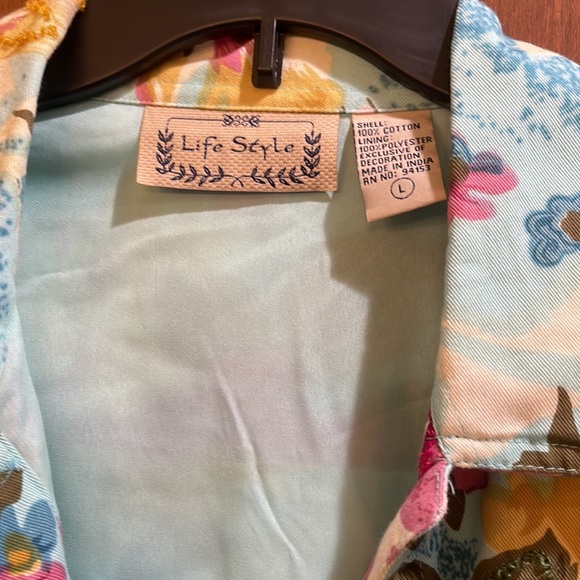 Life Style
SHELL:
100% COTTON
LINING:
100%POLYESTER
EXCLUSIVE OF
DECORATION
MADE IN INDIA
RN NO: 94153
L